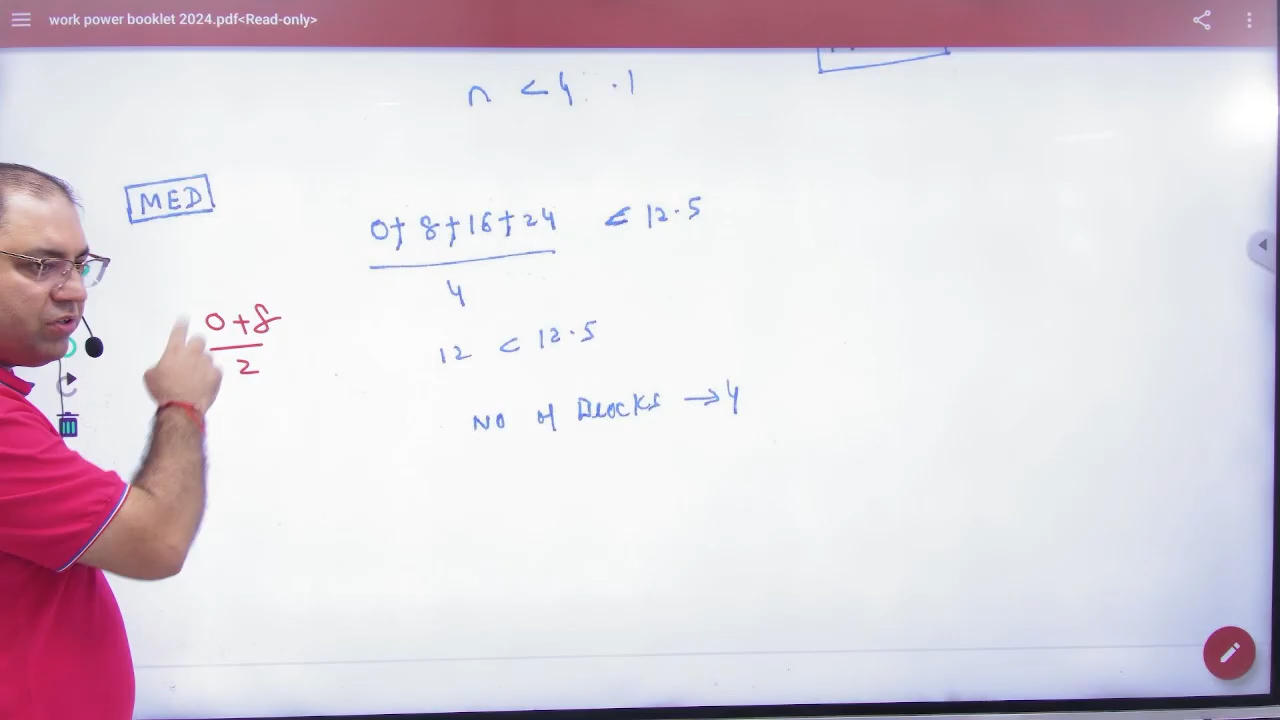 work power booklet 2024.pdf<Read-only>
n < 4.1
MED
0+8+16+24 < 12.5
4
0+8
2
12 < 12.5
NO of Blocks → 4